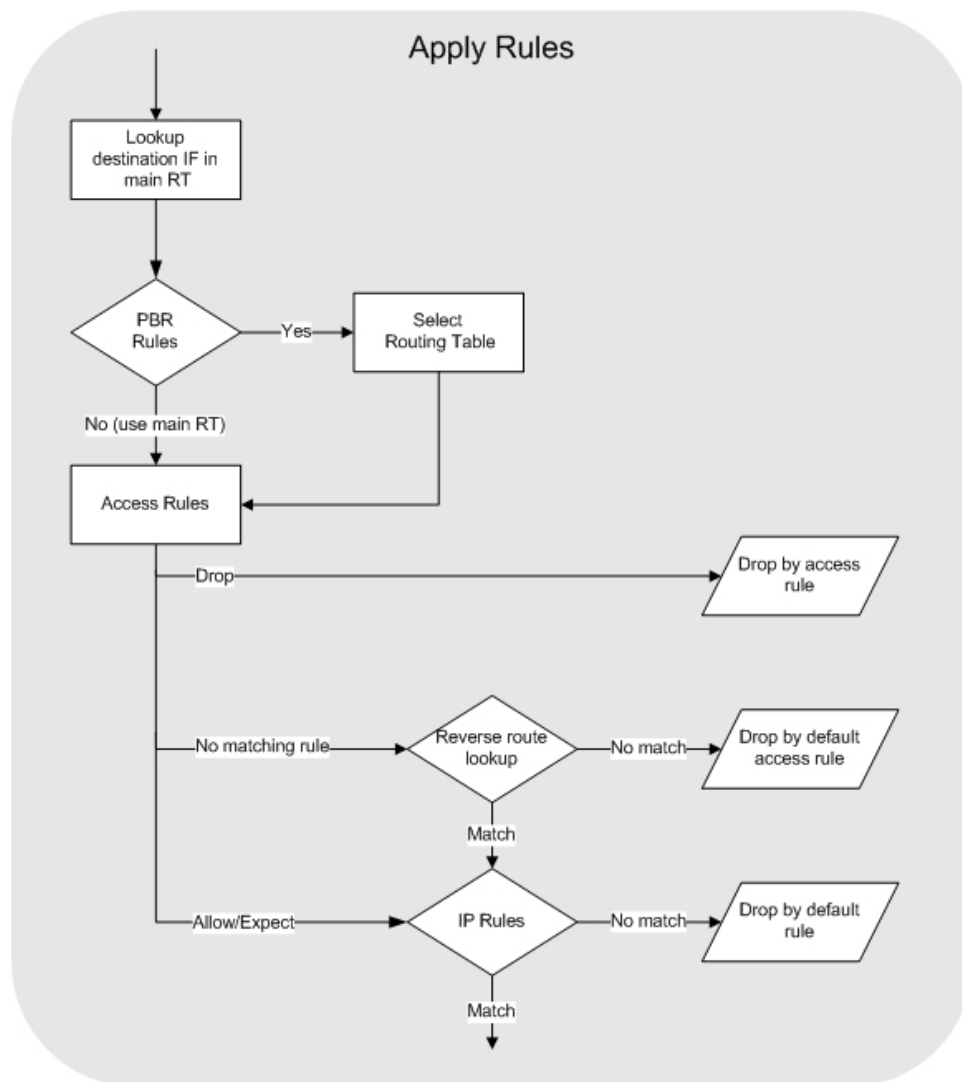 Apply Rules
Lookup
destination IF in
main RT
PBR
Rules
Yes
Select
Routing Table
No (use main RT)
Access Rules
Drop
Drop by access
rule
No matching rule
Reverse route
lookup
No match
Drop by default
access rule
Match
Allow/Expect
IP Rules
No match
Drop by default
rule
Match